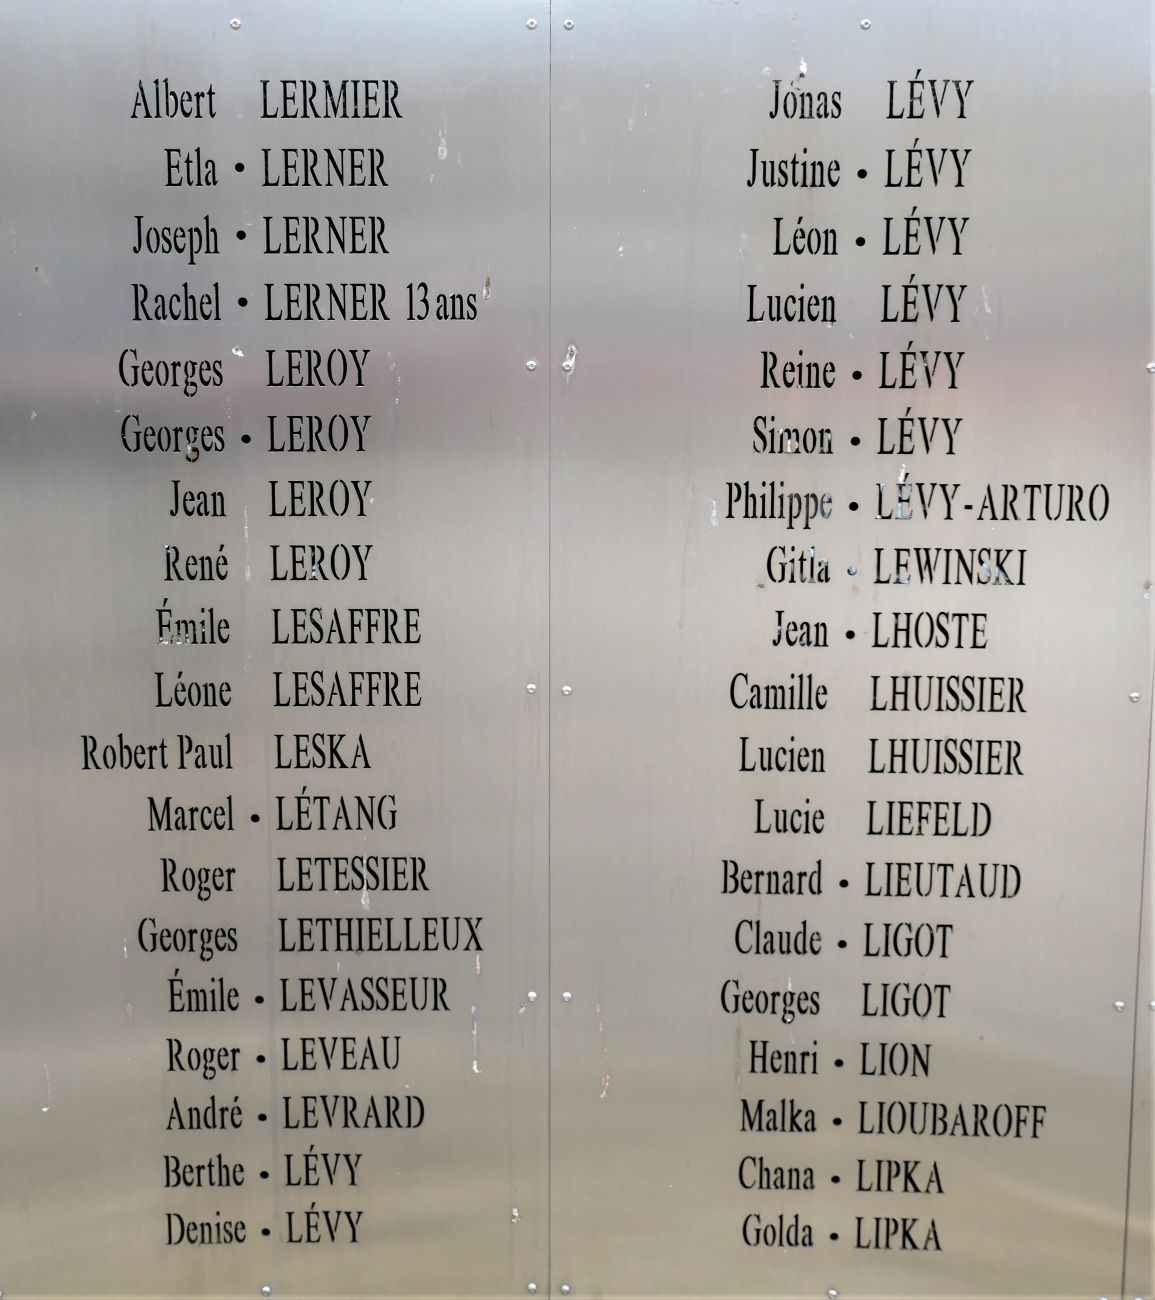 Albert LERMIER
Etla • LERNER
Joseph • LERNER
Rachel • LERNER 13 ans
Georges LEROY
Georges • LEROY
Jean LEROY
René LEROY
Émile LESAFFRE
Léone LESAFFRE
Robert Paul LESKA
Marcel • LÉTANG
Roger LETESSIER
Georges LETHIELLEUX
Émile • LEVASSEUR
Roger • LEVEAU
André • LEVRARD
Berthe • LÉVY
Denise • LÉVY
Jonas LÉVY
Justine • LÉVY
Léon • LÉVY
Lucien LÉVY
Reine • LÉVY
Simon • LÉVY
Philippe • LÉVY-ARTURO
Gitla • LEWINSKI
Jean • LHOSTE
Camille LHUISSIER
Lucien LHUISSIER
Lucie LIEFELD
Bernard • LIEUTAUD
Claude • LIGOT
Georges LIGOT
Henri • LION
Malka • LIOUBAROFF
Chana • LIPKA
Golda • LIPKA